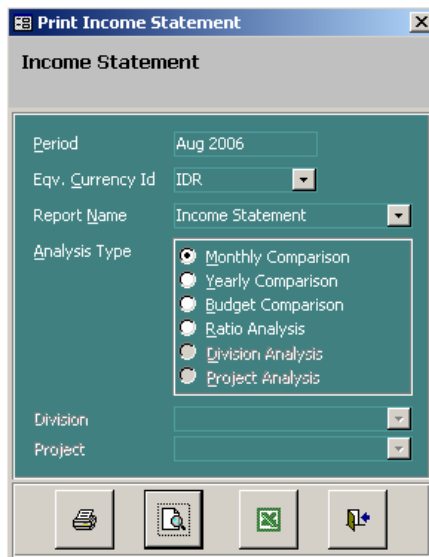 Print Income Statement
Income Statement
Period Aug 2006
Eqv. Currency Id IDR
Report Name Income Statement
Analysis Type
Monthly Comparison
Yearly Comparison
Budget Comparison
Ratio Analysis
Division Analysis
Project Analysis
Division
Project